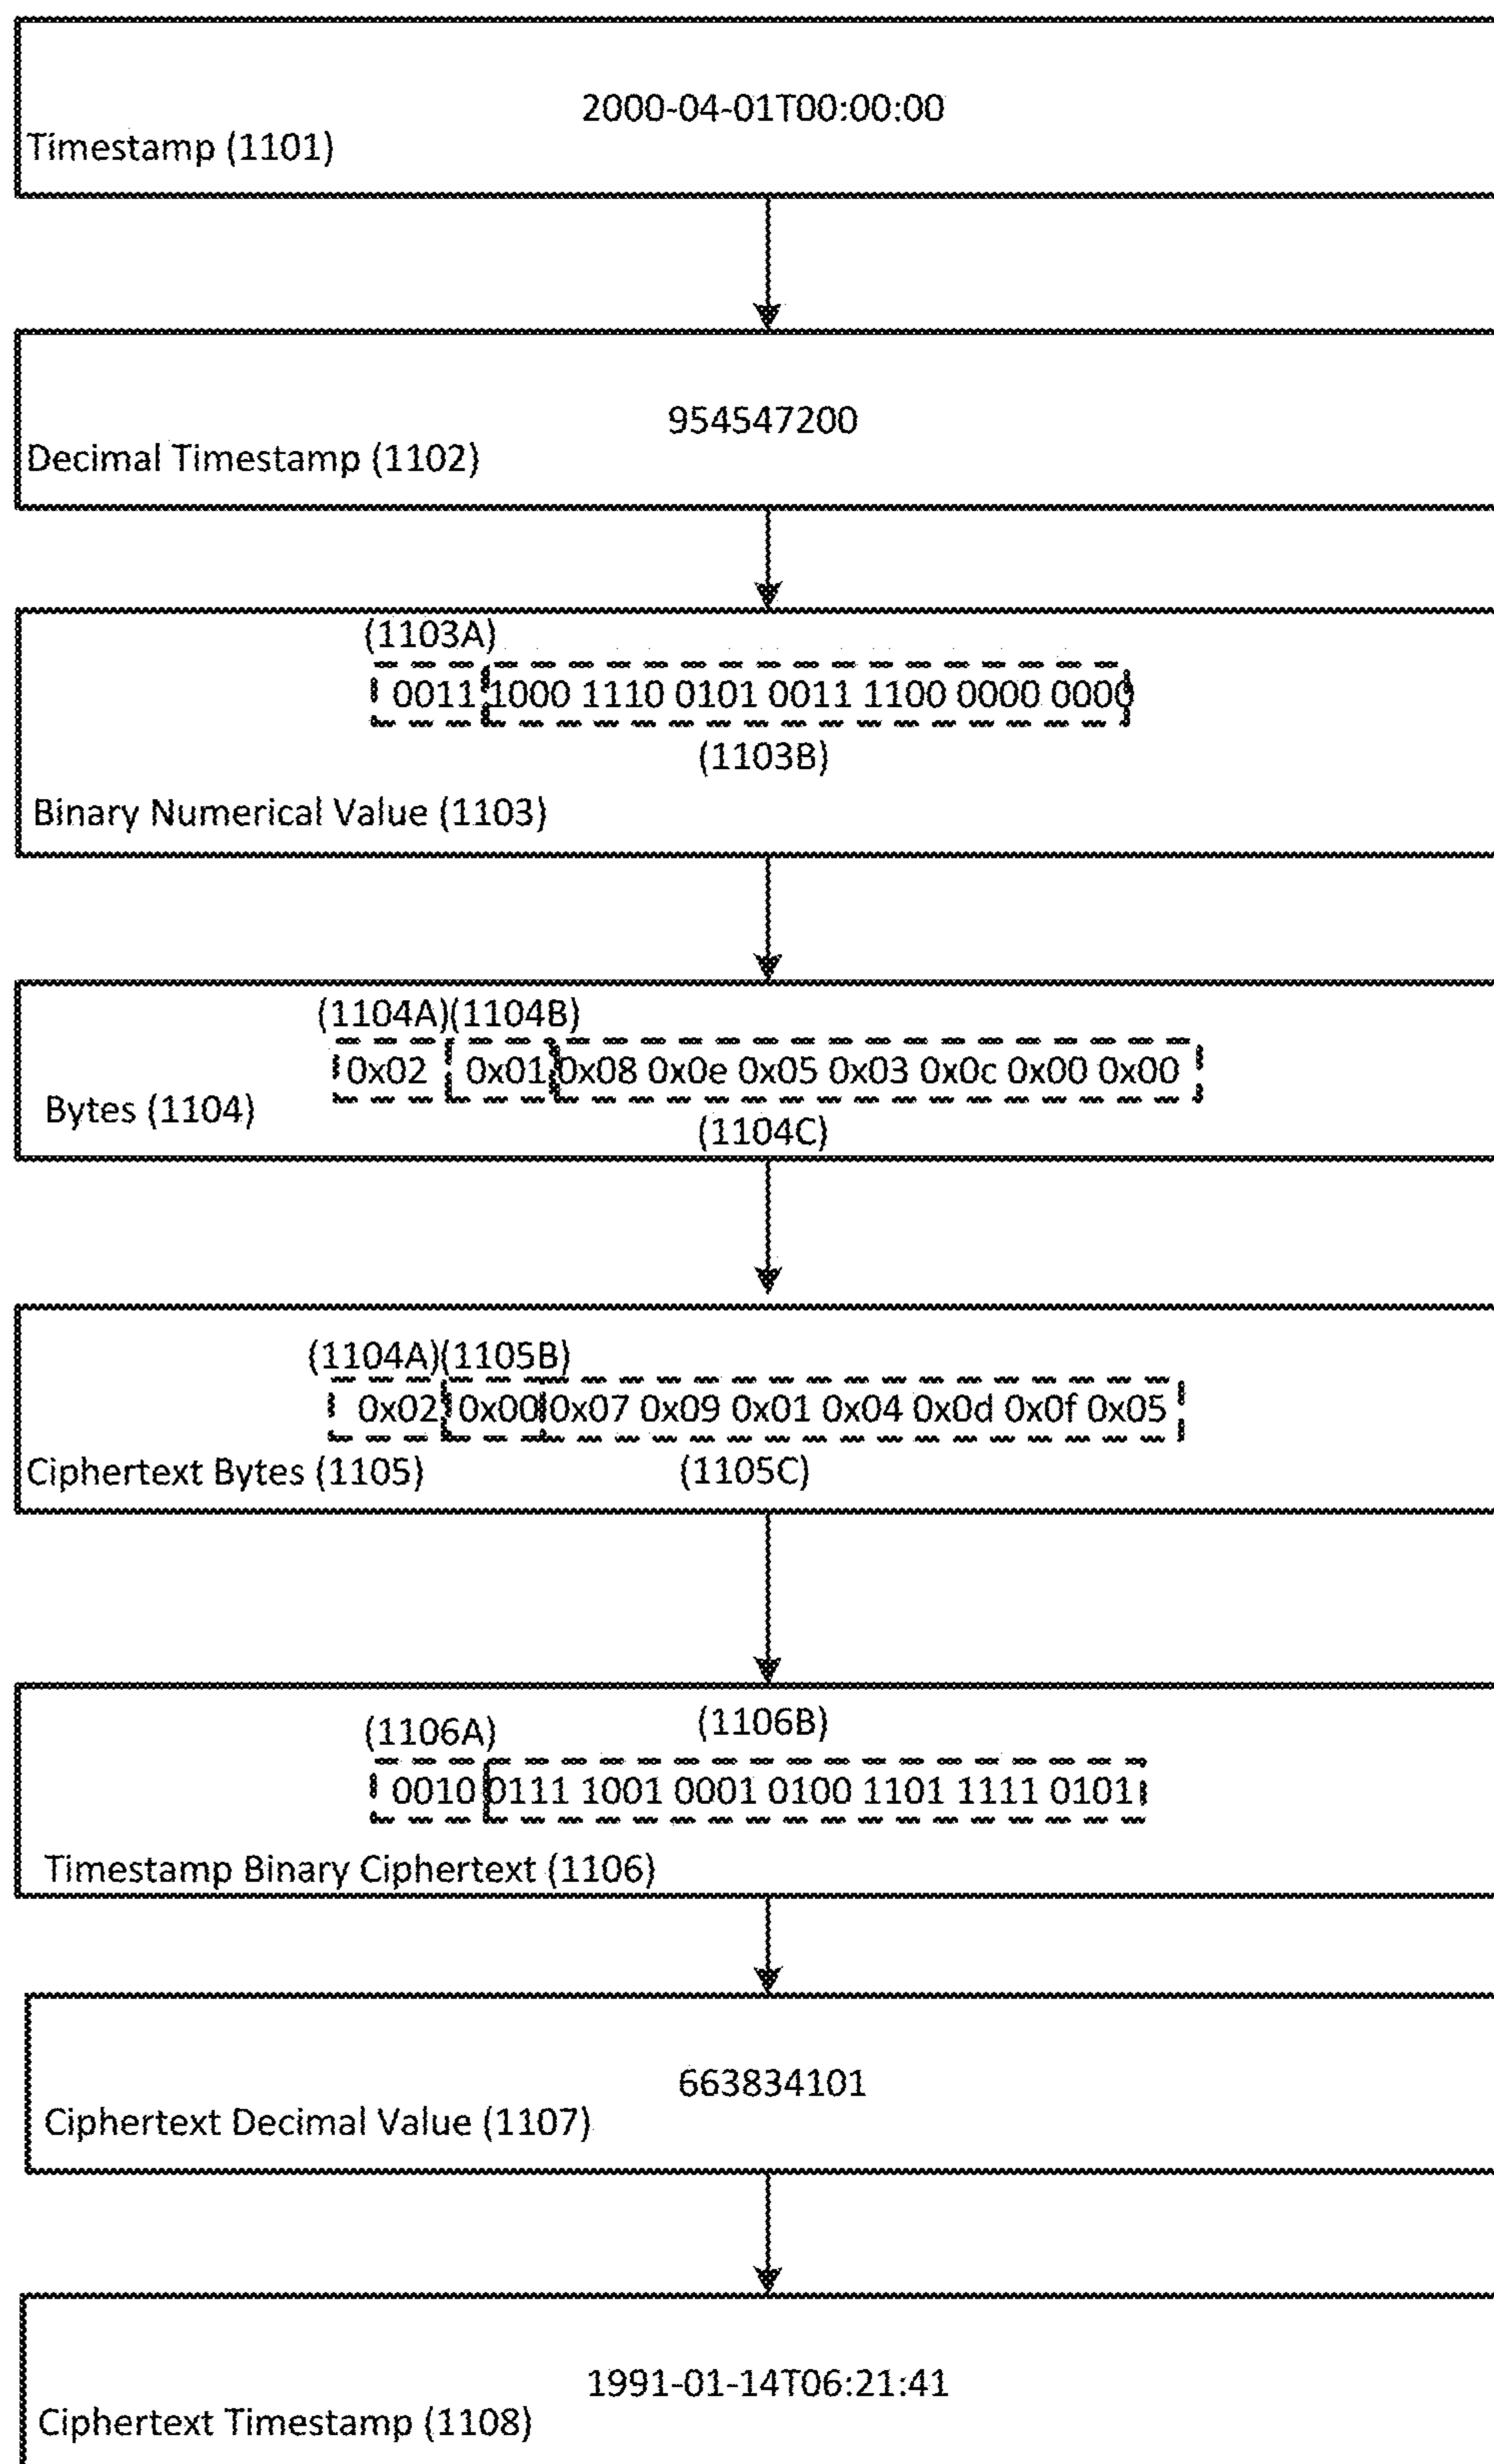 2000-04-01T00:00:00
Timestamp (1101)
954547200
Decimal Timestamp (1102)
(1103A)
0011 1000 1110 0101 0011 1100 0000 0000
(1103B)
Binary Numerical Value (1103)
(1104A)(1104B)
0x02 0x01 0x08 0x0e 0x05 0x03 0x0c 0x00 0x00
Bytes (1104)
(1104C)
(1104A)(1105B)
0x02 0x00 0x07 0x09 0x01 0x04 0x0d 0x0f 0x05
Ciphertext Bytes (1105)
(1105C)
(1106A)
(1106B)
0010 0111 1001 0001 0100 1101 1111 0101
Timestamp Binary Ciphertext (1106)
663834101
Ciphertext Decimal Value (1107)
1991-01-14T06:21:41
Ciphertext Timestamp (1108)